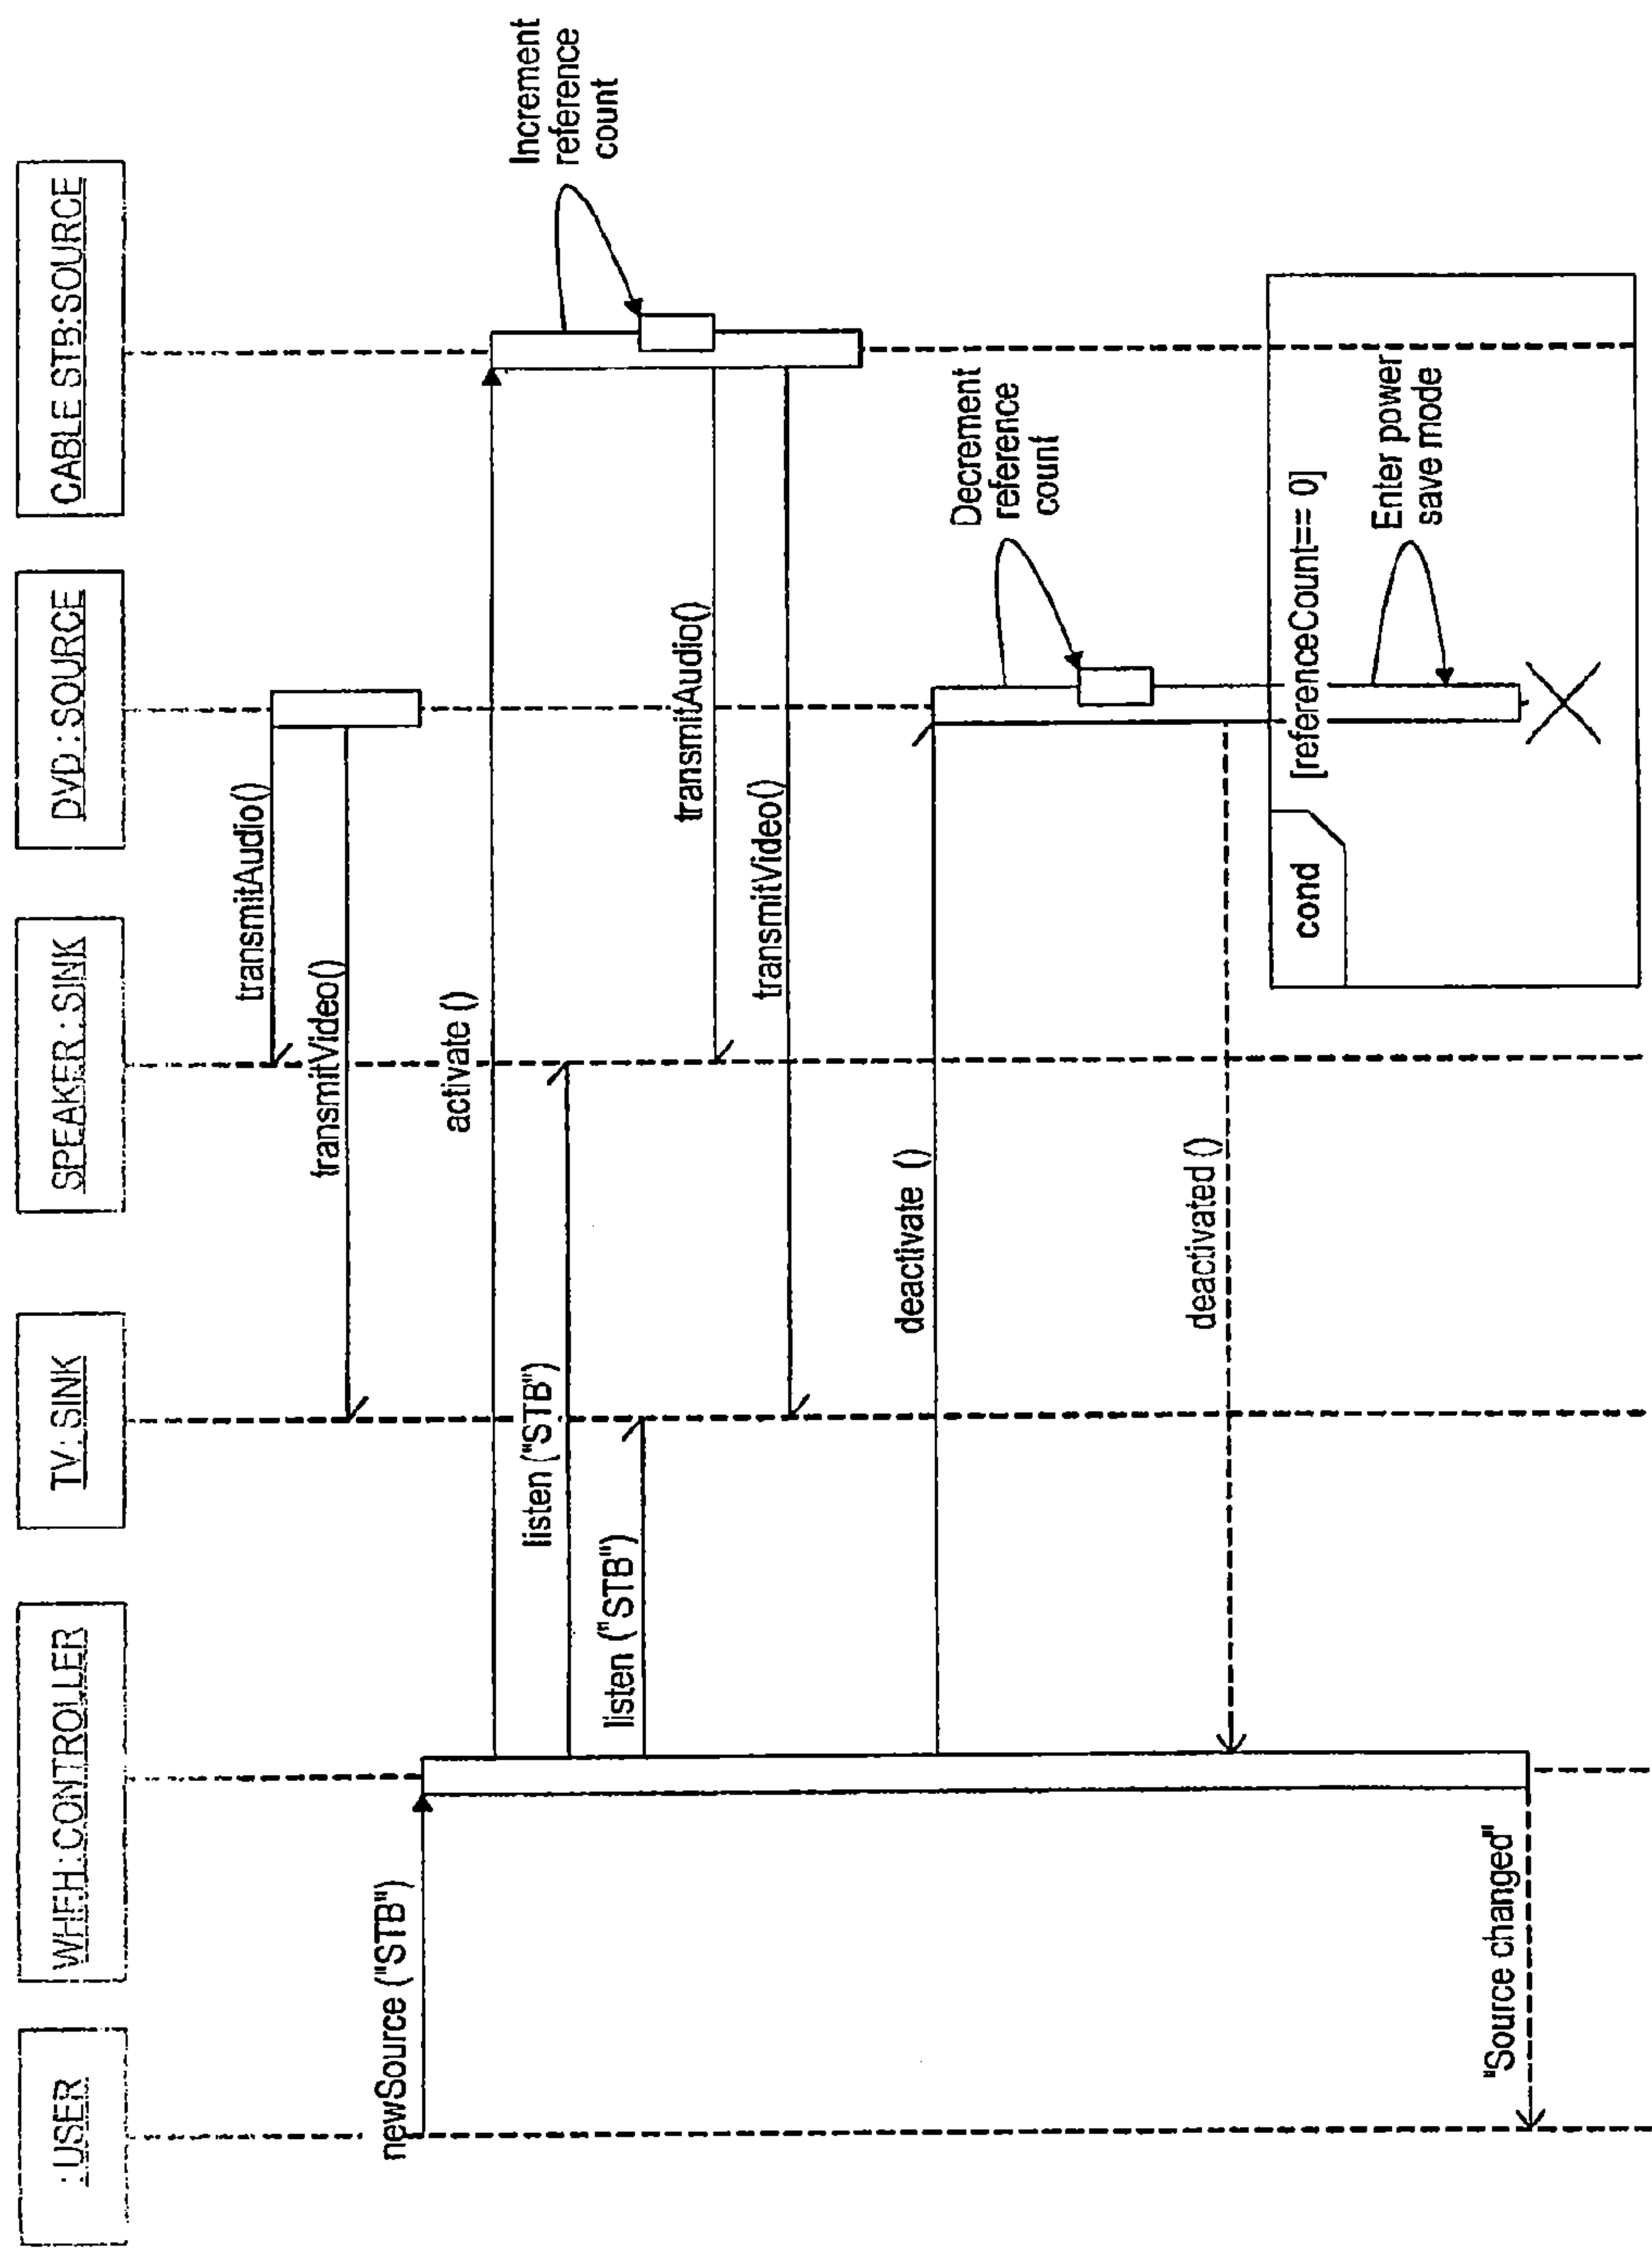 :USER
WHEH:CONTROLLER
TV:SINK
SPEAKER:SINK
DVD:SOURCE
CABLE STB:SOURCE
transmitAudio()
transmitVideo()
newSource ("STB")
activate ()
listen ("STB")
Increment
reference
count
listen ("STB")
transmitAudio()
transmitVideo()
deactivate ()
Decrement
reference
count
deactivated ()
cond
[referenceCount== 0]
Enter power
save mode
"Source changed"